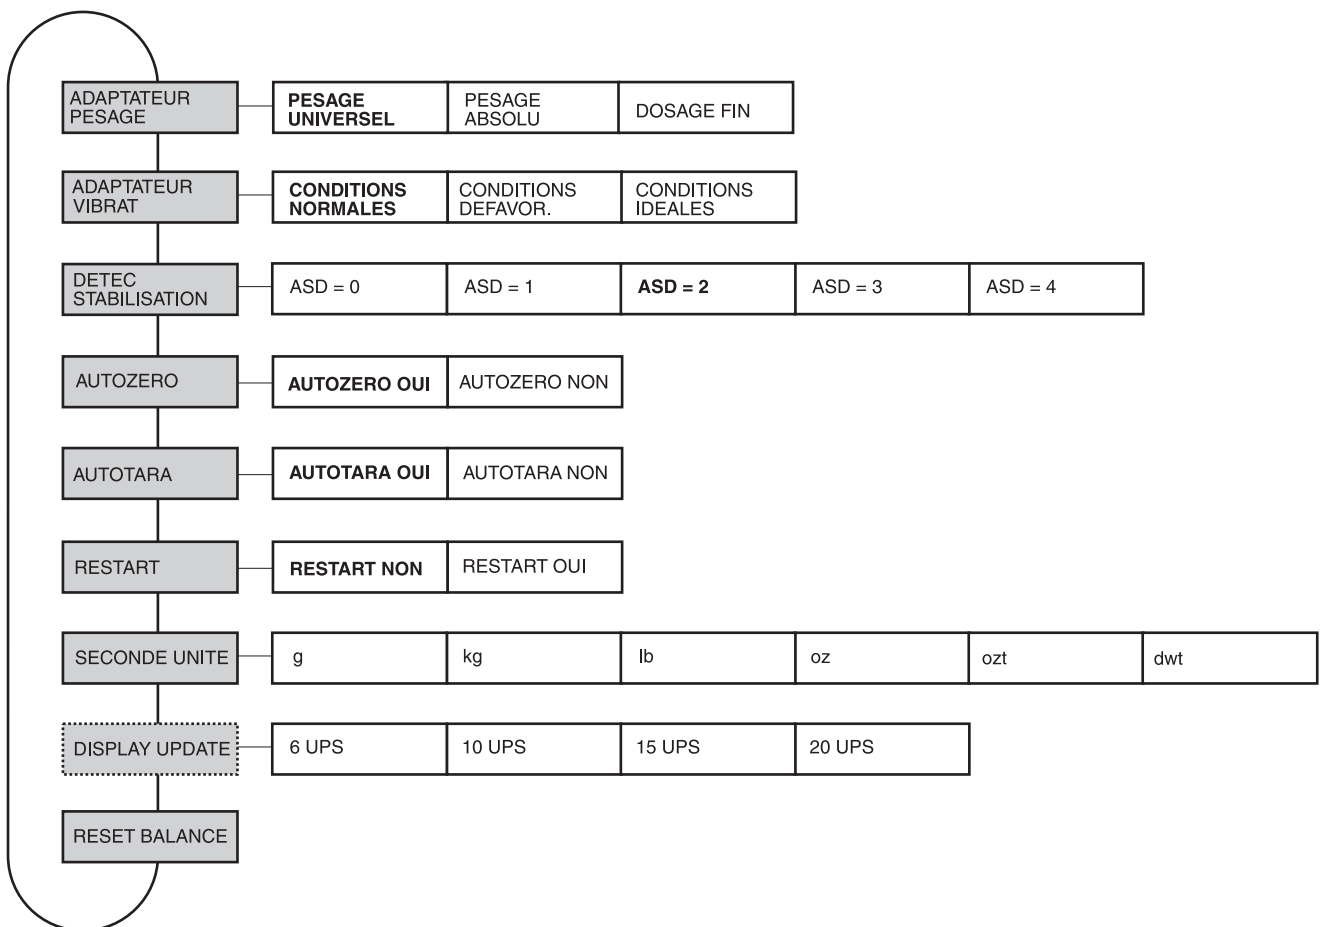 ADAPTATEUR
PESAGE
PESAGE
UNIVERSEL
PESAGE
ABSOLU
DOSAGE FIN
ADAPTATEUR
VIBRAT
CONDITIONS
NORMALES
CONDITIONS
DEFAVOR.
CONDITIONS
IDEALES
DETEC
STABILISATION
ASD = 0
ASD = 1
ASD = 2
ASD = 3
ASD = 4
AUTOZERO
AUTOZERO OUI
AUTOZERO NON
AUTOTARA
AUTOTARA OUI
AUTOTARA NON
RESTART
RESTART NON
RESTART OUI
SECONDE UNITE
g
kg
lb
oz
ozt
dwt
DISPLAY UPDATE
6 UPS
10 UPS
15 UPS
20 UPS
RESET BALANCE